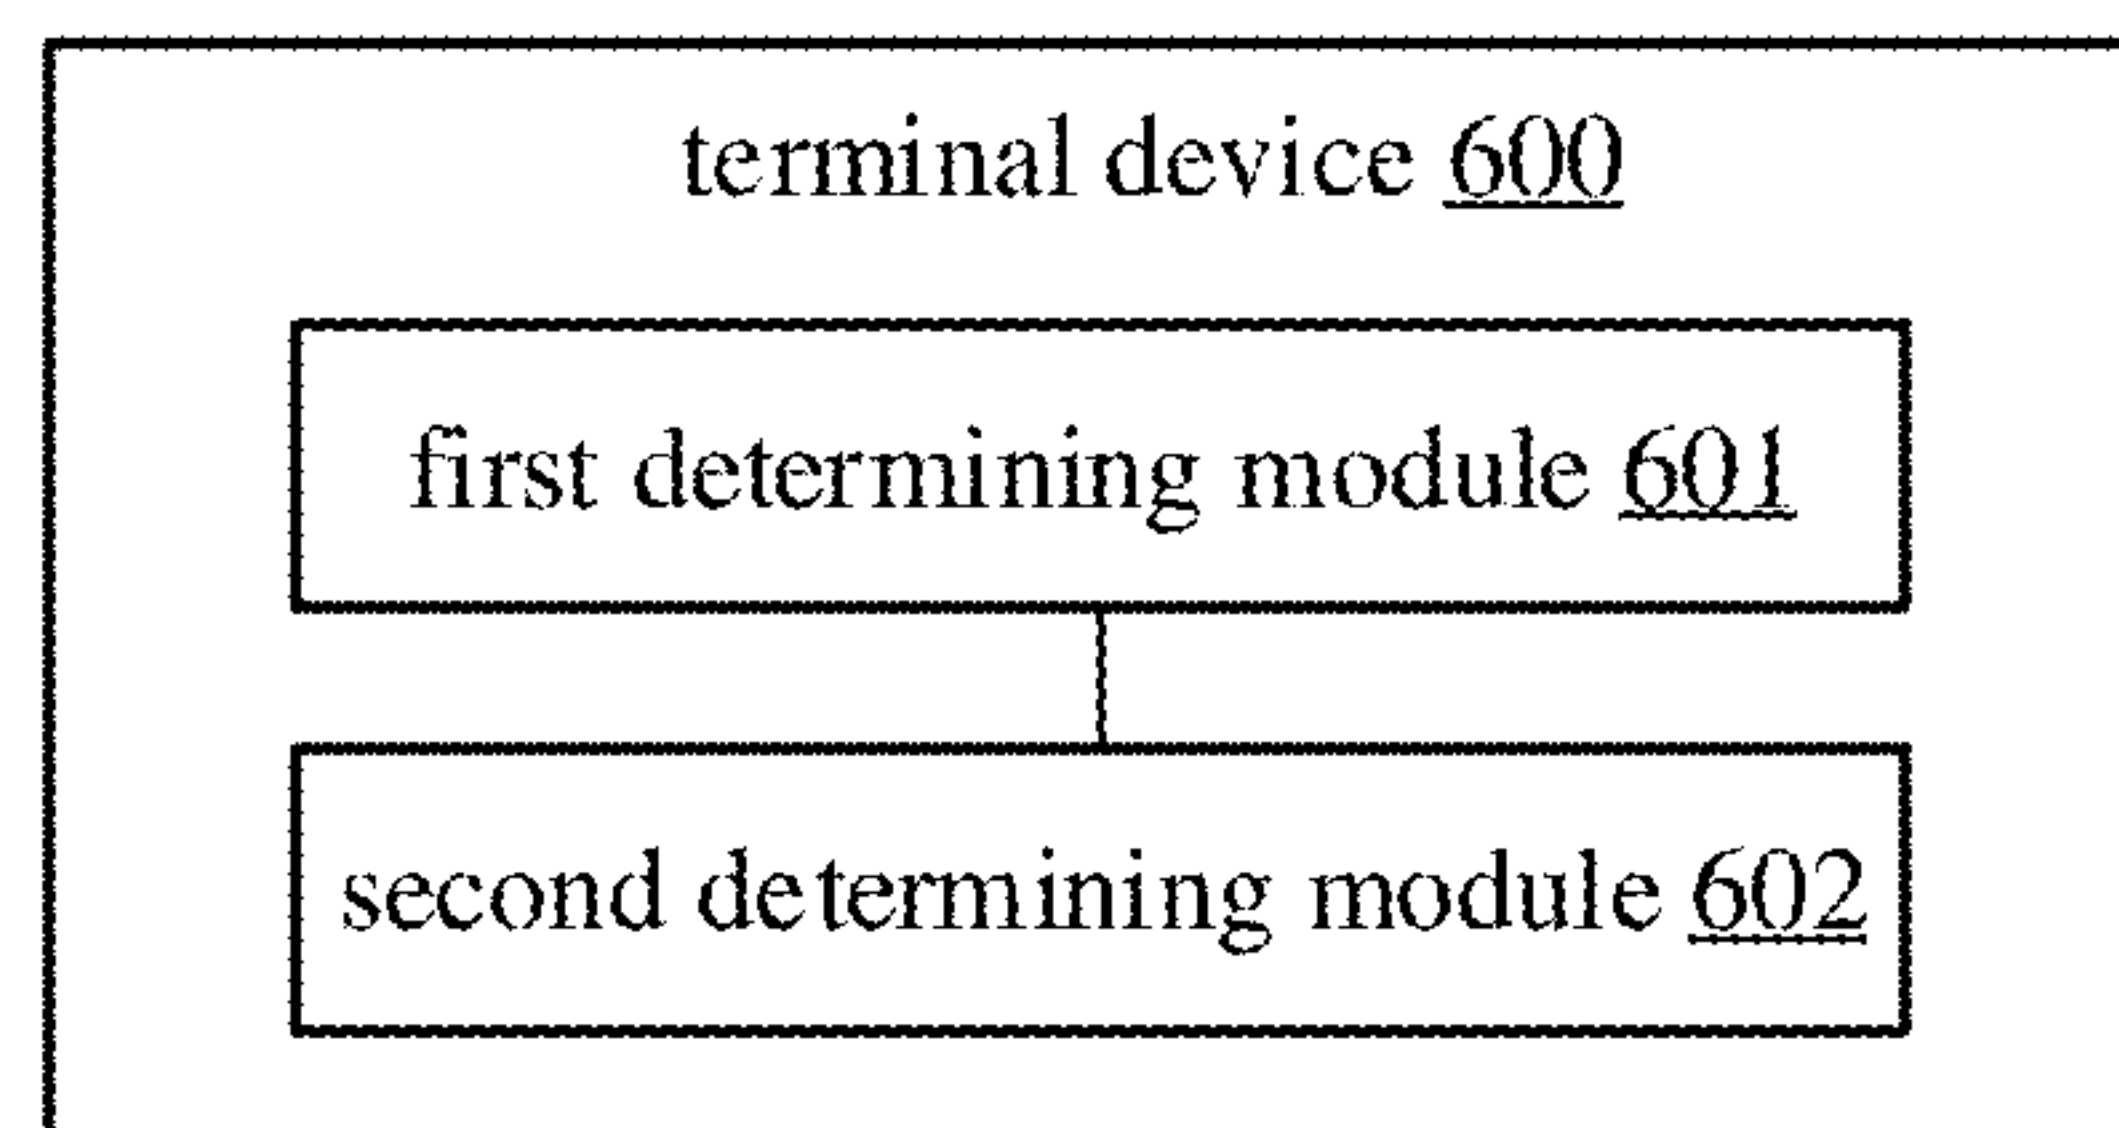 terminal device 600
first determining module 601
second determining module 602